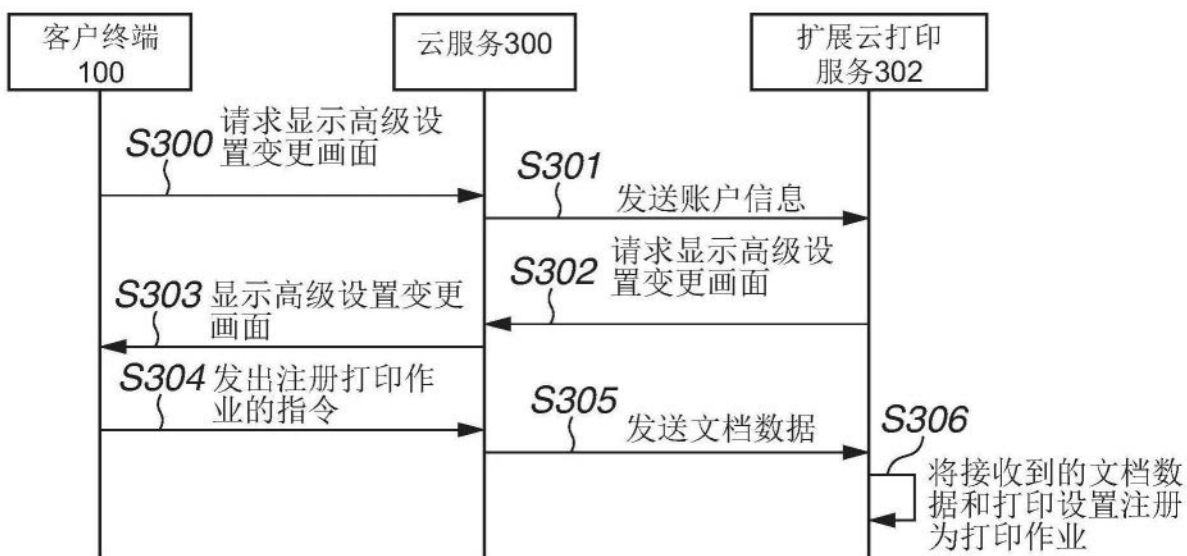 客户终端
100
云服务300
扩展云打印
服务302
S300
请求显示高级设
置变更画面
S301
发送账户信息
S302
请求显示高级设
置变更画面
S303
显示高级设置变更
画面
S304
发出注册打印作
业的指令
S305
发送文档数据
S306
将接收到的文档数
据和打印设置注册
为打印作业